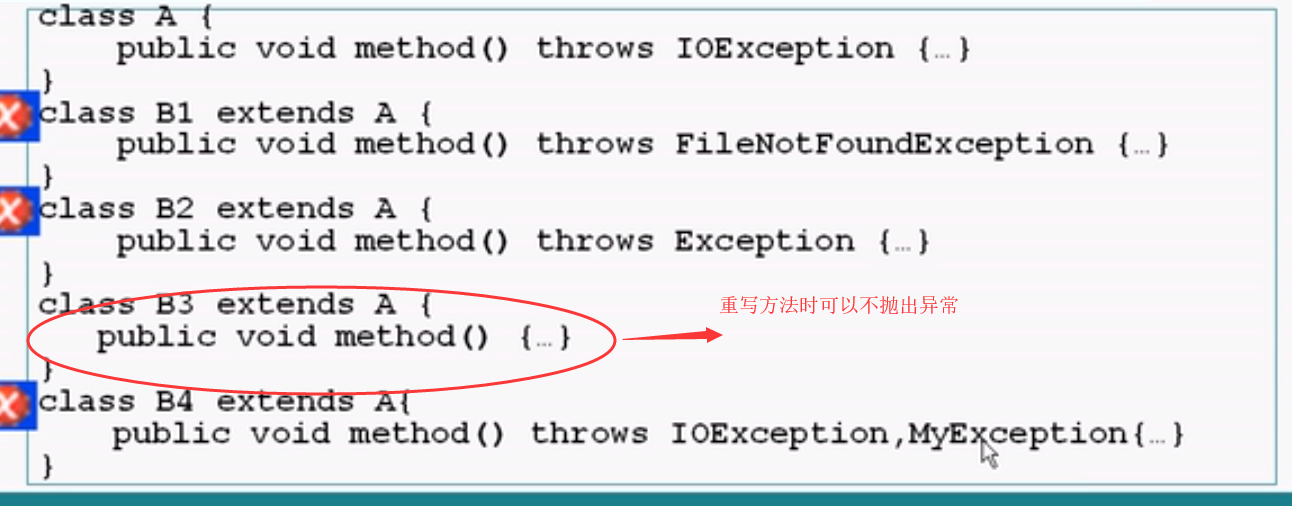 class A {
public void method() throws IOException {…}
}
class B1 extends A {
public void method() throws FileNotFoundException {…}
}
class B2 extends A {
public void method() throws Exception {…}
}
class B3 extends A {
重写方法时可以不抛出异常
public void method() {…}
}
class B4 extends A{
public void method() throws IOException,MyException{…}
}